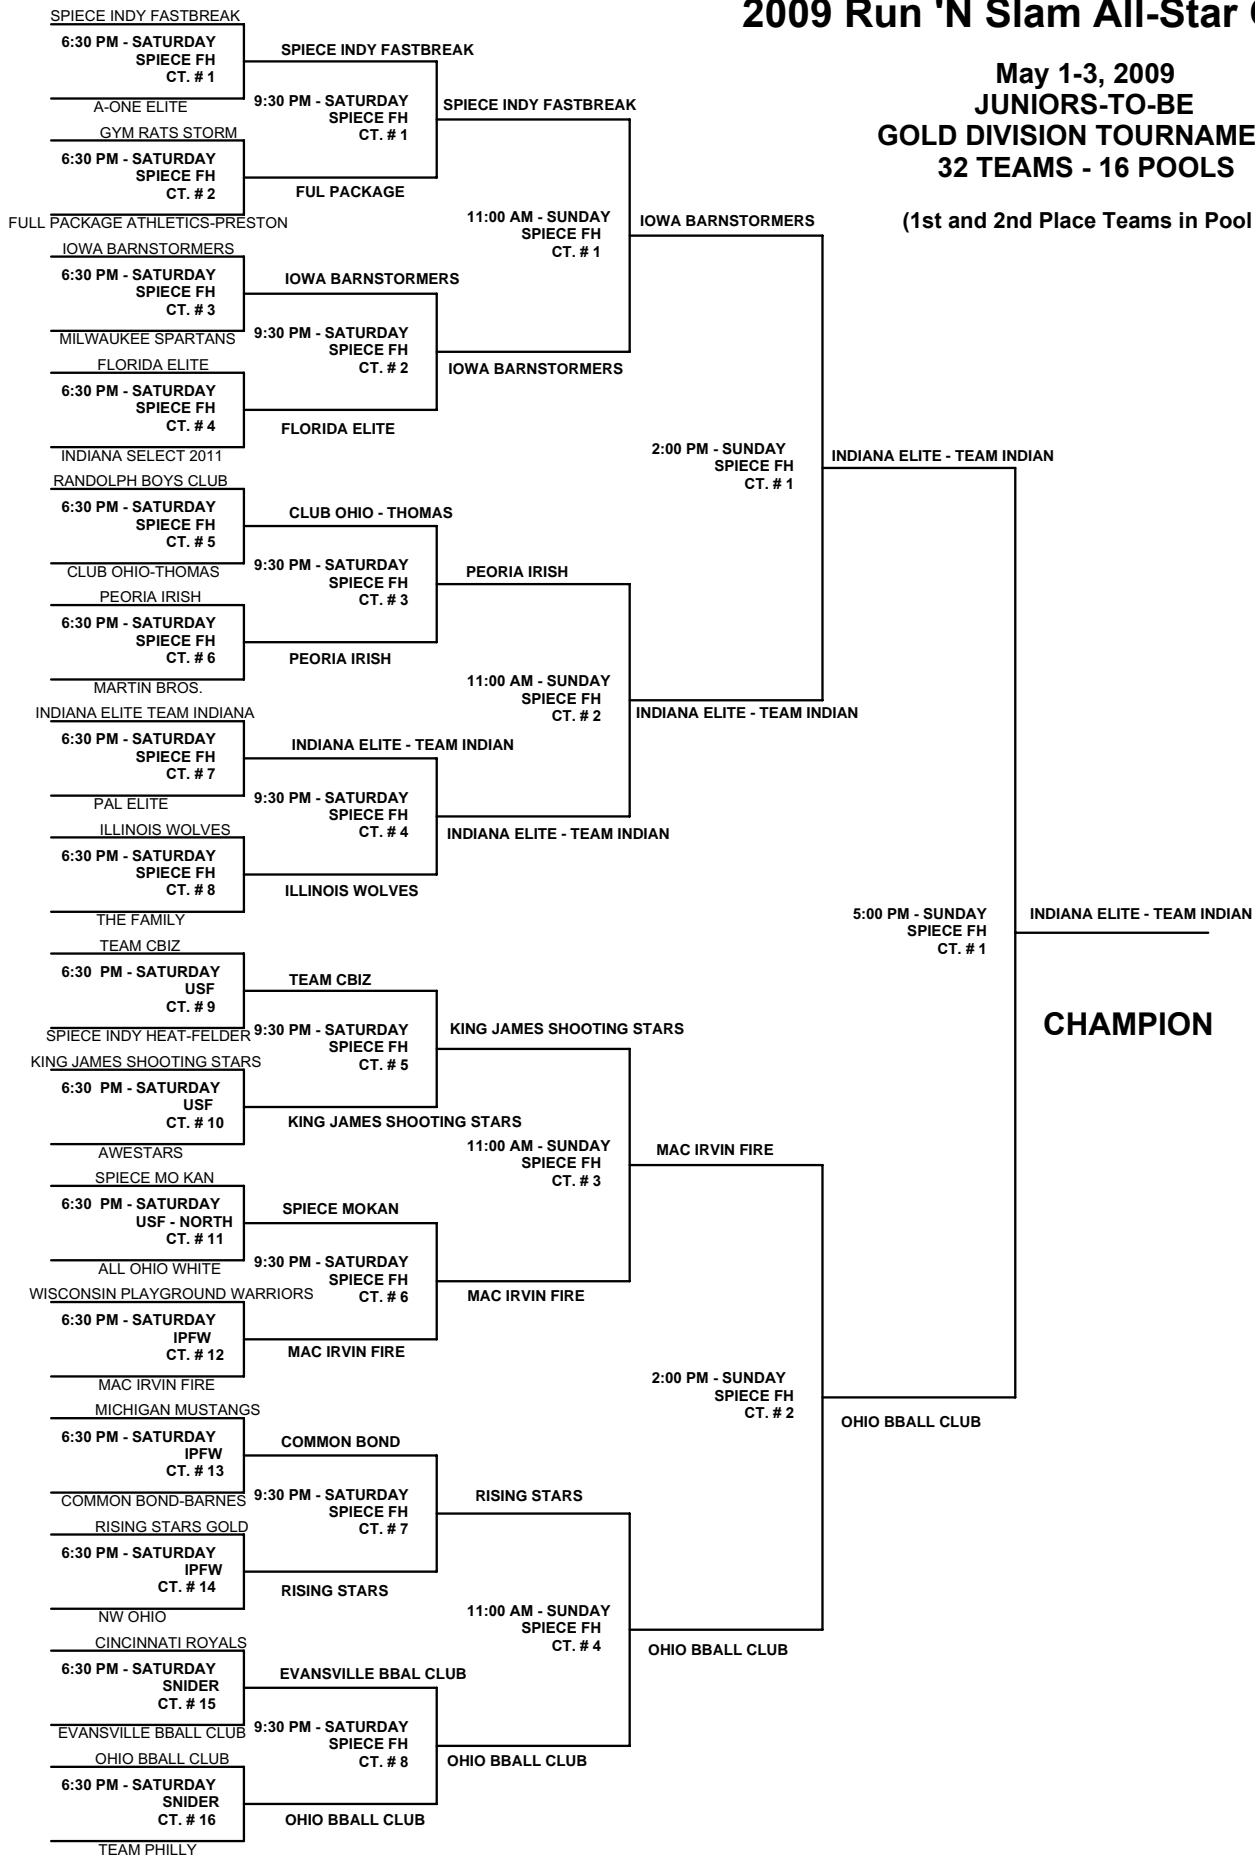 2009 Run 'N Slam All-Star C
May 1-3, 2009
JUNIORS-TO-BE
GOLD DIVISION TOURNAME
32 TEAMS - 16 POOLS
(1st and 2nd Place Teams in Pool
SPIECE INDY FASTBREAK
6:30 PM - SATURDAY
SPIECE FH
CT. # 1
A-ONE ELITE
GYM RATS STORM
6:30 PM - SATURDAY
SPIECE FH
CT. # 2
FULL PACKAGE ATHLETICS-PRESTON
IOWA BARNSTORMERS
6:30 PM - SATURDAY
SPIECE FH
CT. # 3
MILWAUKEE SPARTANS
FLORIDA ELITE
6:30 PM - SATURDAY
SPIECE FH
CT. # 4
INDIANA SELECT 2011
RANDOLPH BOYS CLUB
6:30 PM - SATURDAY
SPIECE FH
CT. # 5
CLUB OHIO-THOMAS
PEORIA IRISH
6:30 PM - SATURDAY
SPIECE FH
CT. # 6
MARTIN BROS.
INDIANA ELITE TEAM INDIANA
6:30 PM - SATURDAY
SPIECE FH
CT. # 7
PAL ELITE
ILLINOIS WOLVES
6:30 PM - SATURDAY
SPIECE FH
CT. # 8
THE FAMILY
TEAM CBIZ
6:30 PM - SATURDAY
USF
CT. # 9
SPIECE INDY HEAT-FELDER
KING JAMES SHOOTING STARS
6:30 PM - SATURDAY
USF
CT. # 10
AWESTARS
SPIECE MO KAN
6:30 PM - SATURDAY
USF - NORTH
CT. # 11
ALL OHIO WHITE
WISCONSIN PLAYGROUND WARRIORS
6:30 PM - SATURDAY
IPFW
CT. # 12
MAC IRVIN FIRE
MICHIGAN MUSTANGS
6:30 PM - SATURDAY
IPFW
CT. # 13
COMMON BOND-BARNES
RISING STARS GOLD
6:30 PM - SATURDAY
IPFW
CT. # 14
NW OHIO
CINCINNATI ROYALS
6:30 PM - SATURDAY
SNIDER
CT. # 15
EVANSVILLE BBALL CLUB
OHIO BBALL CLUB
6:30 PM - SATURDAY
SNIDER
CT. # 16
TEAM PHILLY
SPIECE INDY FASTBREAK
9:30 PM - SATURDAY
SPIECE FH
CT. # 1
FUL PACKAGE
IOWA BARNSTORMERS
9:30 PM - SATURDAY
SPIECE FH
CT. # 2
FLORIDA ELITE
CLUB OHIO - THOMAS
9:30 PM - SATURDAY
SPIECE FH
CT. # 3
PEORIA IRISH
INDIANA ELITE - TEAM INDIAN
9:30 PM - SATURDAY
SPIECE FH
CT. # 4
ILLINOIS WOLVES
TEAM CBIZ
9:30 PM - SATURDAY
SPIECE FH
CT. # 5
KING JAMES SHOOTING STARS
SPIECE MOKAN
9:30 PM - SATURDAY
SPIECE FH
CT. # 6
MAC IRVIN FIRE
COMMON BOND
9:30 PM - SATURDAY
SPIECE FH
CT. # 7
RISING STARS
EVANSVILLE BBAL CLUB
9:30 PM - SATURDAY
SPIECE FH
CT. # 8
OHIO BBALL CLUB
SPIECE INDY FASTBREAK
11:00 AM - SUNDAY
SPIECE FH
CT. # 1
IOWA BARNSTORMERS
PEORIA IRISH
11:00 AM - SUNDAY
SPIECE FH
CT. # 2
INDIANA ELITE - TEAM INDIAN
KING JAMES SHOOTING STARS
11:00 AM - SUNDAY
SPIECE FH
CT. # 3
MAC IRVIN FIRE
RISING STARS
11:00 AM - SUNDAY
SPIECE FH
CT. # 4
OHIO BBALL CLUB
IOWA BARNSTORMERS
2:00 PM - SUNDAY
SPIECE FH
CT. # 1
INDIANA ELITE - TEAM INDIAN
MAC IRVIN FIRE
2:00 PM - SUNDAY
SPIECE FH
CT. # 2
OHIO BBALL CLUB
INDIANA ELITE - TEAM INDIAN
5:00 PM - SUNDAY
SPIECE FH
CT. # 1
OHIO BBALL CLUB
INDIANA ELITE - TEAM INDIAN
CHAMPION